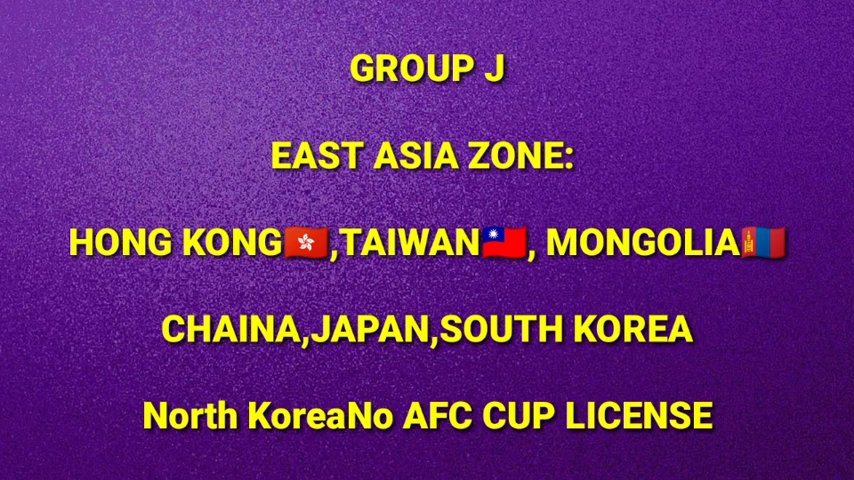 GROUP J
EAST ASIA ZONE:
HONG KONG🇭🇰,TAIWAN🇹🇼, MONGOLIA🇲🇳
CHAINA,JAPAN,SOUTH KOREA
North KoreaNo AFC CUP LICENSE